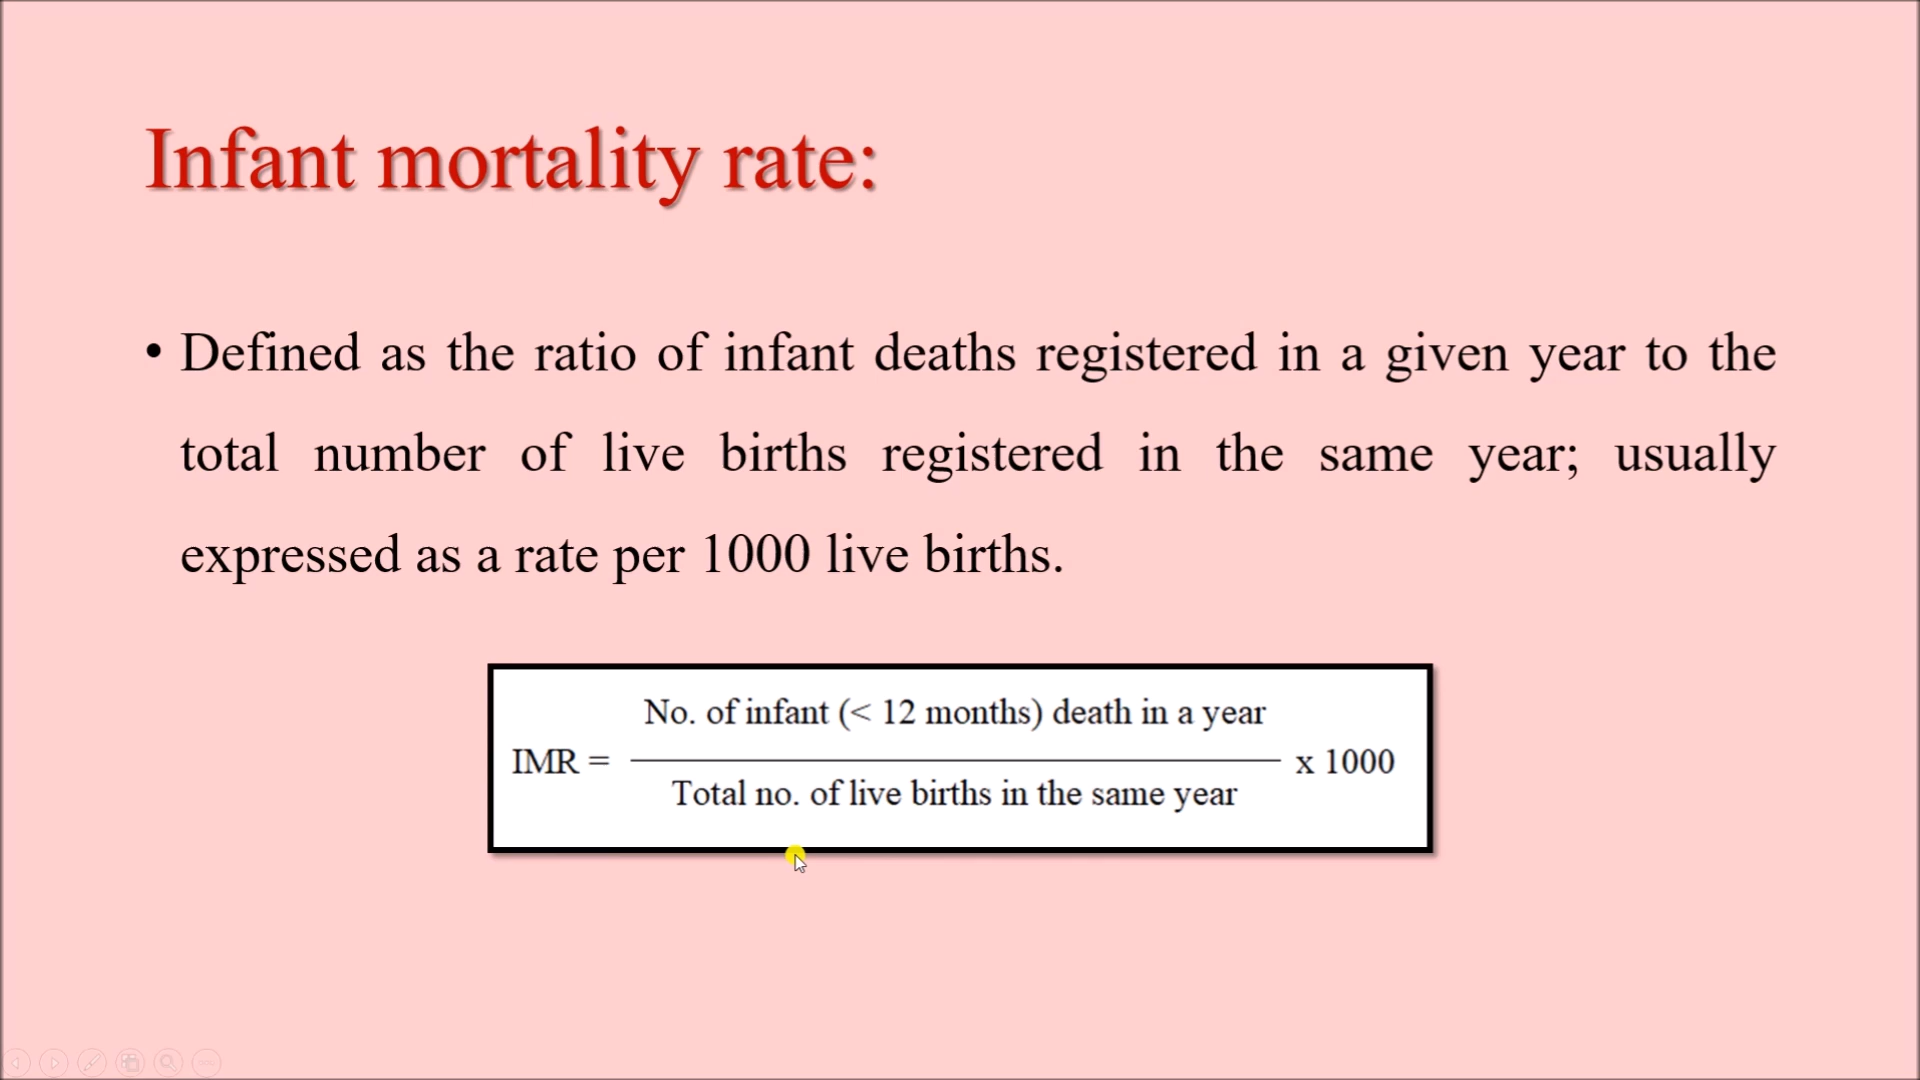 Infant mortality rate:
• Defined as the ratio of infant deaths registered in a given year to the
total number of live births registered in the same year; usually
expressed as a rate per 1000 live births.
No. of infant (< 12 months) death in a year
IMR = x 1000
Total no. of live births in the same year